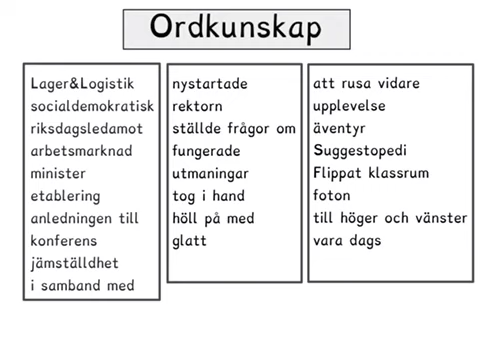 Ordkunskap
Lager&Logistik
socialdemokratisk
riksdagsledamot
arbetsmarknad
minister
etablering
anledningen till
konferens
jämställdhet
i samband med
nystartade
rektorn
ställde frågor om
fungerade
utmaningar
tog i hand
höll på med
glatt
att rusa vidare
upplevelse
äventyr
Suggestopedi
Flippat klassrum
foton
till höger och vänster
vara dags